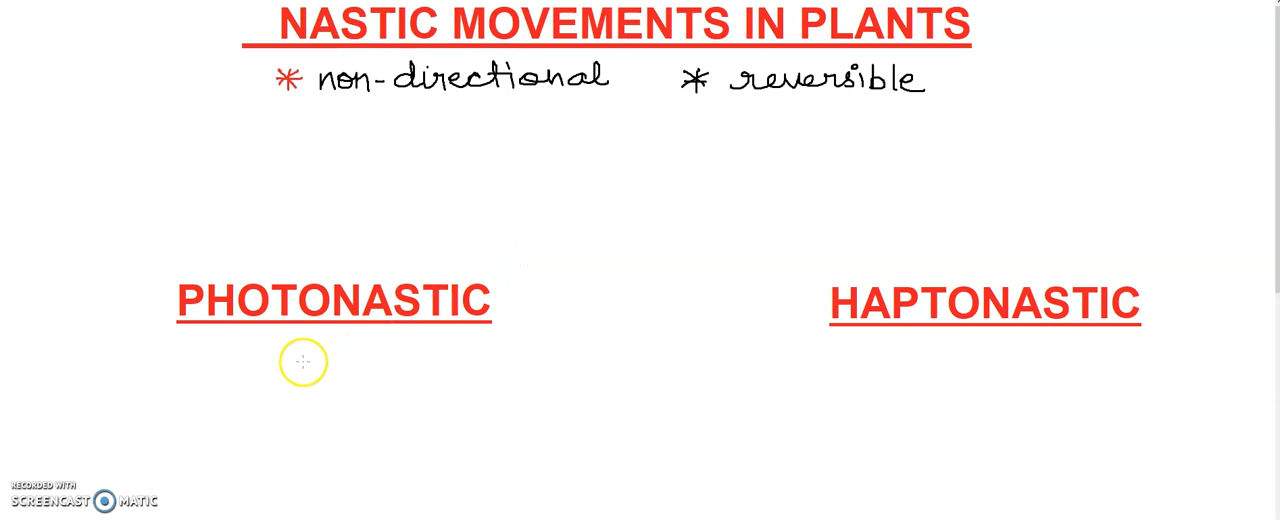 NASTIC MOVEMENTS IN PLANTS
* non-directional * reversible
PHOTONASTIC HAPTONASTIC
RECORDED WITH
SCREENCAST MATIC